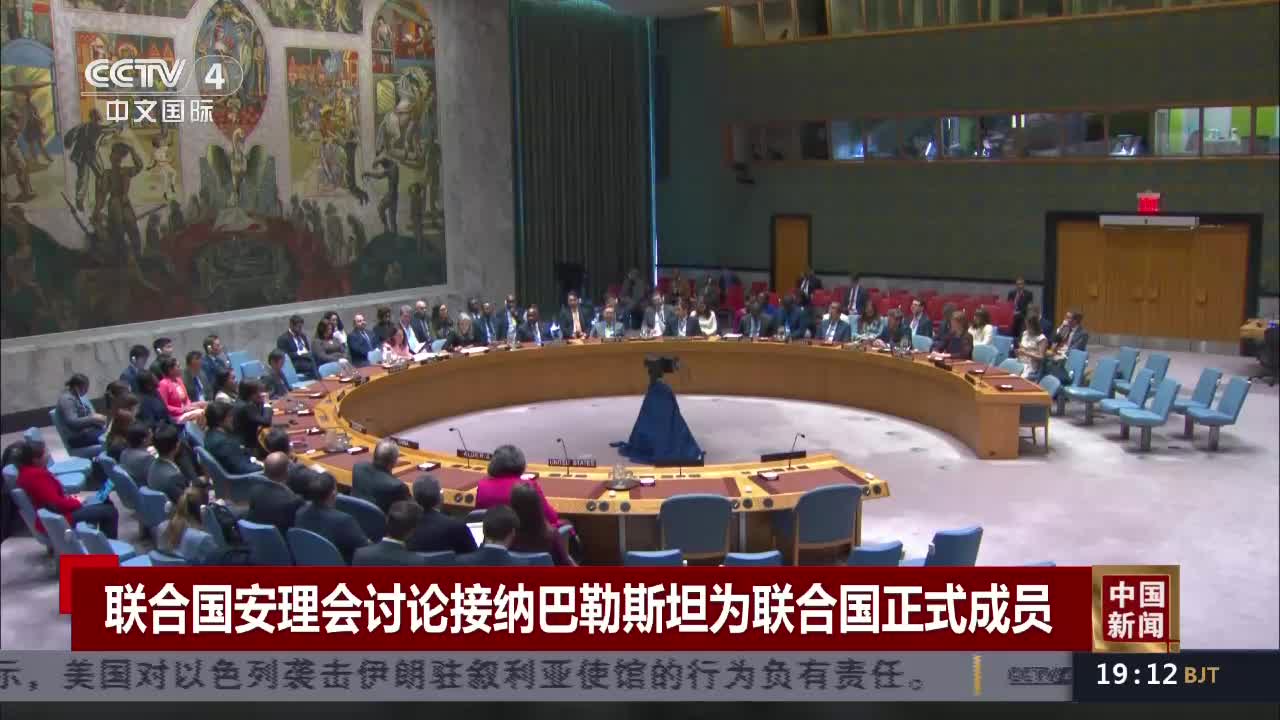 CCTV 4
中文国际
ALGERIA
UNITED STATES
联合国安理会讨论接纳巴勒斯坦为联合国正式成员
中国
新闻
示，美国对以色列袭击伊朗驻叙利亚使馆的行为负有责任。
CCTV
19:12 BJT